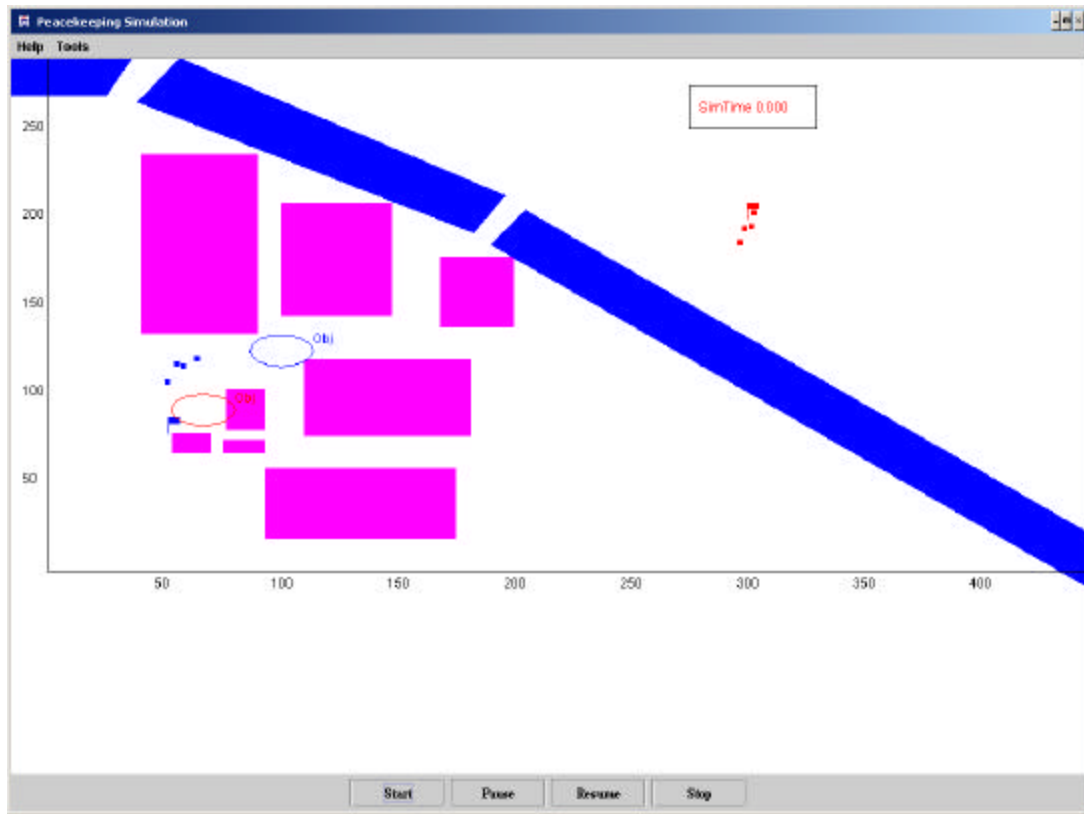 Peacekeeping Simulation
Help Tools
SimTime 0.000
250
200
150
Obj
100
Obj
50
50 100 150 200 250 300 350 400
Start Pause Resume Stop